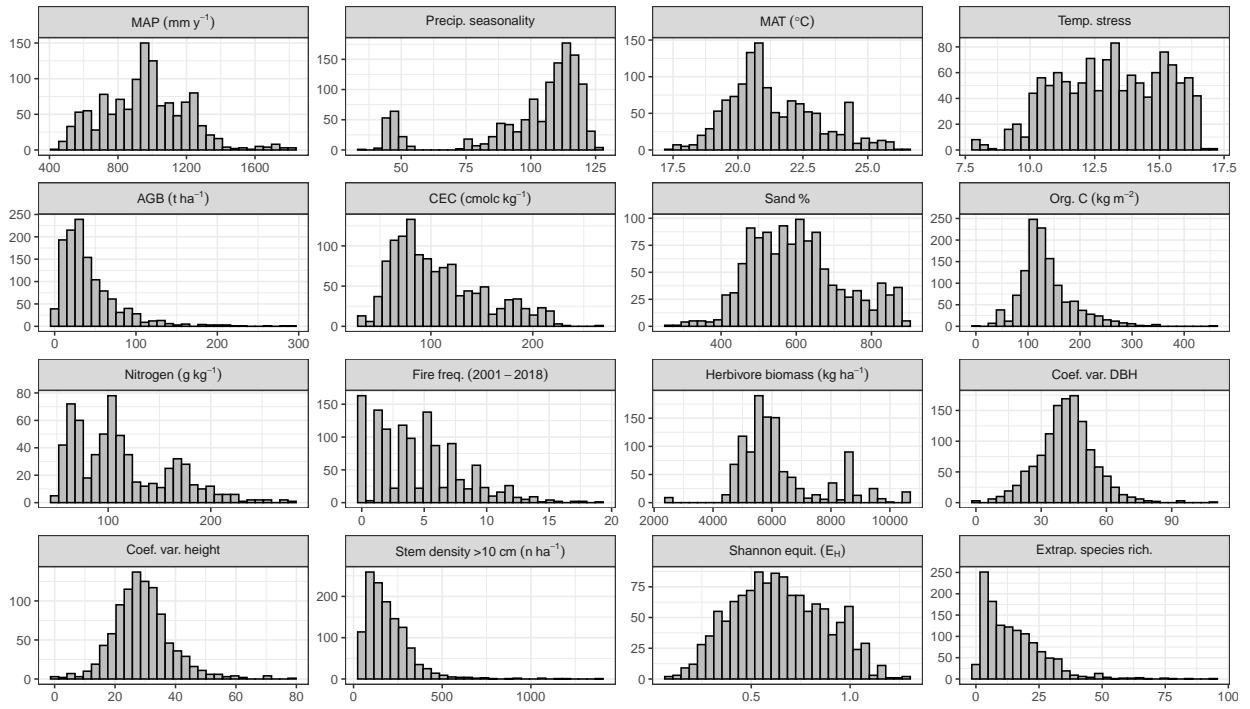 MAP (mm y⁻¹)
Precip. seasonality
MAT (°C)
Temp. stress
150
100
50
0
400 800 1200 1600
150
100
50
0
50 75 100 125
150
100
50
0
17.5 20.0 22.5 25.0
80
60
40
20
0
7.5 10.0 12.5 15.0 17.5
AGB (t ha⁻¹)
CEC (cmolc kg⁻¹)
Sand %
Org. C (kg m⁻²)
250
200
150
100
50
0
0 100 200 300
100
50
0
100 200
100
75
50
25
0
400 600 800
250
200
150
100
50
0
0 100 200 300 400
Nitrogen (g kg⁻¹)
Fire freq. (2001 − 2018)
Herbivore biomass (kg ha⁻¹)
Coef. var. DBH
80
60
40
20
0
100 200
150
100
50
0
0 5 10 15 20
200
150
100
50
0
2000 4000 6000 8000 10000
150
100
50
0
0 30 60 90
Coef. var. height
Stem density >10 cm (n ha⁻¹)
Shannon equit. (E_H)
Extrap. species rich.
100
50
0
0 20 40 60 80
200
100
0
0 500 1000
75
50
25
0
0.5 1.0
250
200
150
100
50
0
0 25 50 75 100